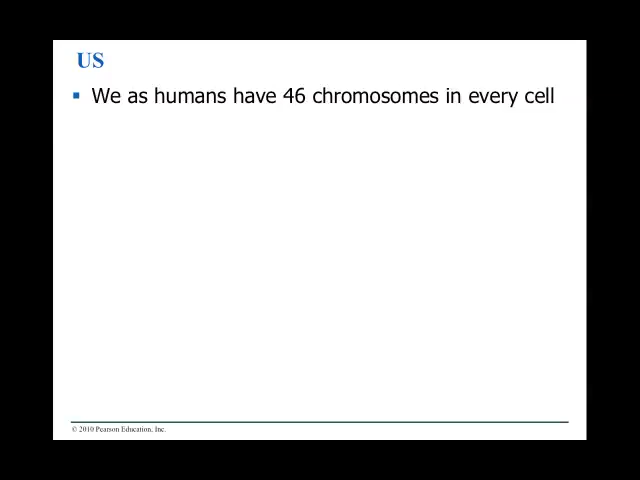 US
We as humans have 46 chromosomes in every cell
© 2010 Pearson Education, Inc.